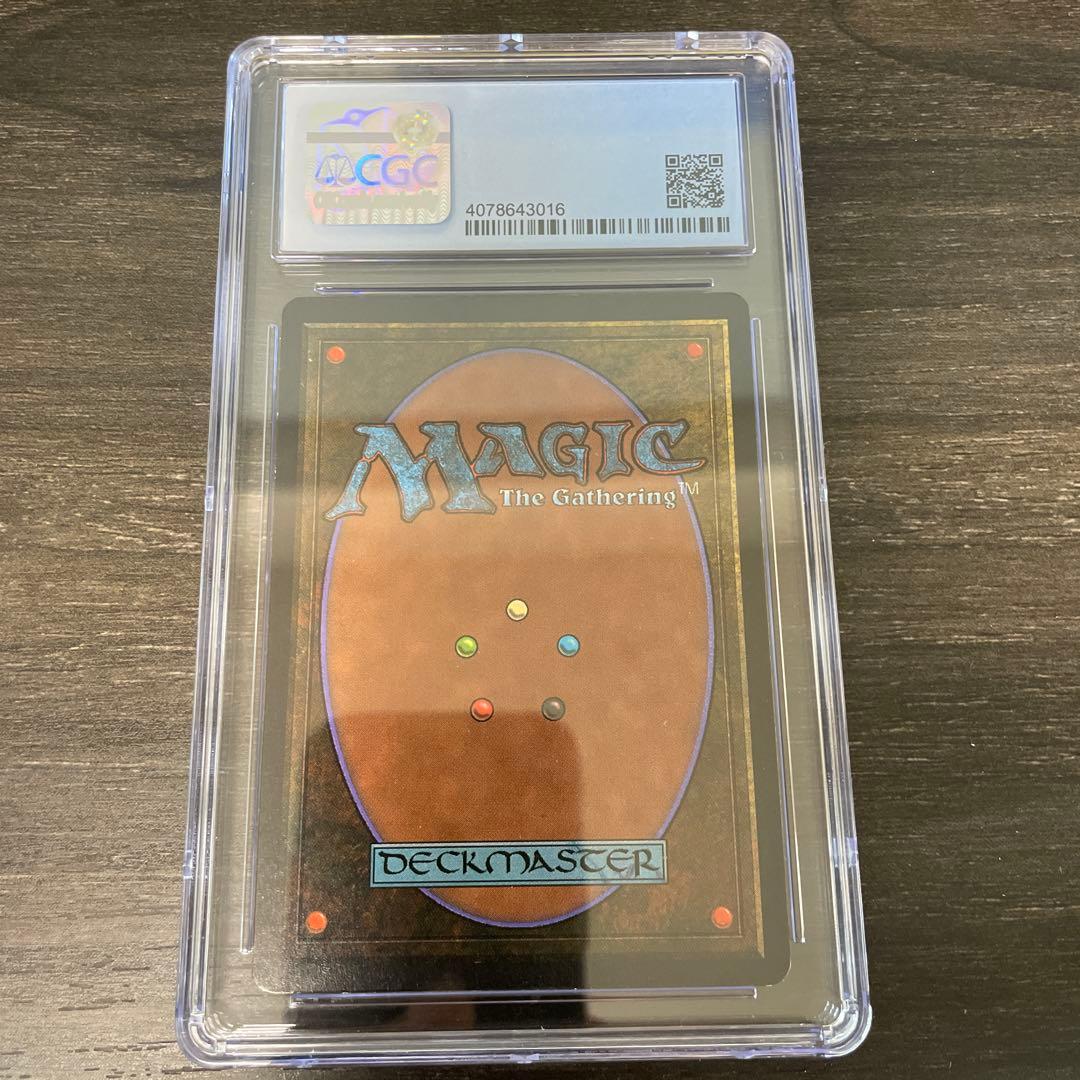 CGC
4078643016
MAGIC
The Gathering™
DECKMASTER